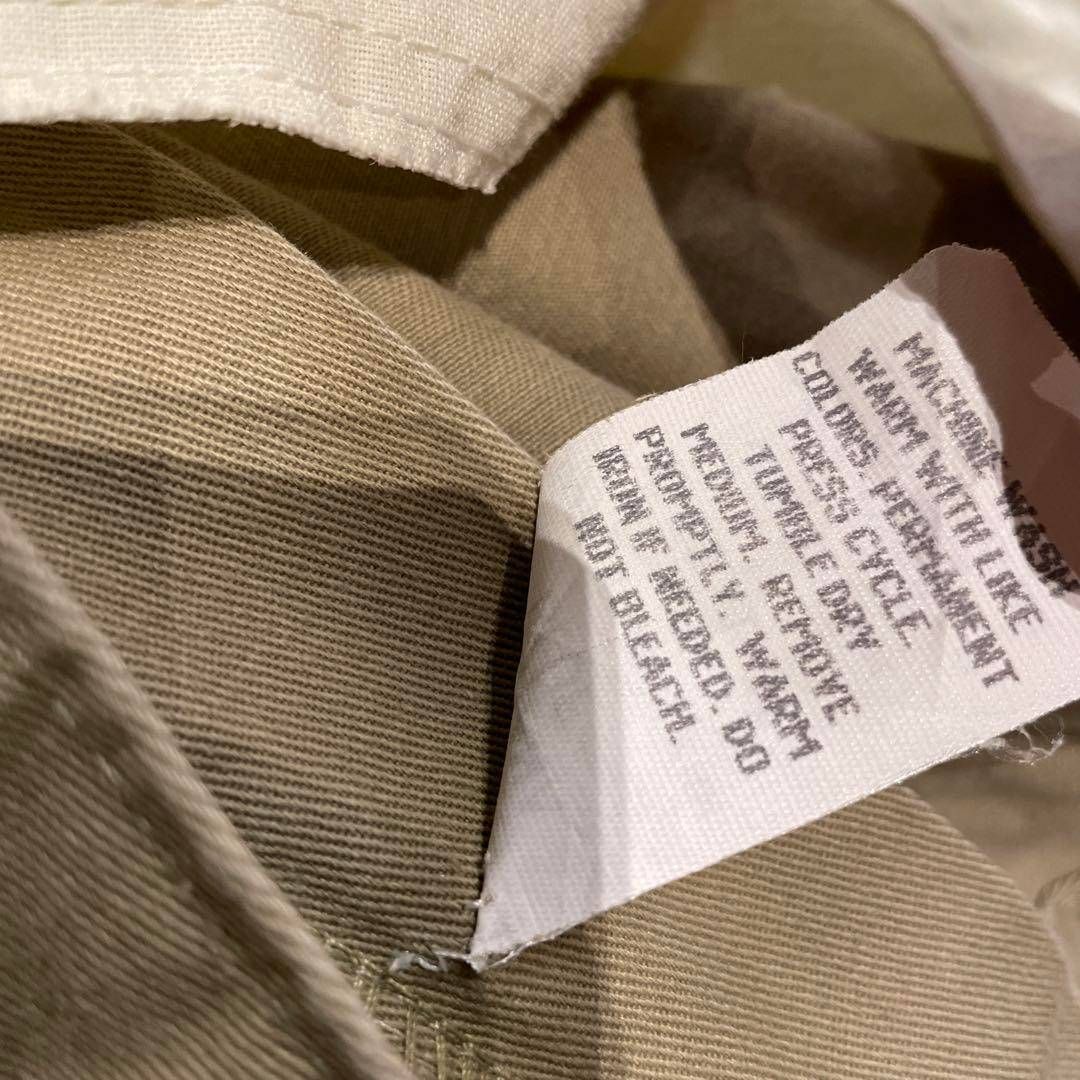 MACHINE WASH
WARM WITH LIKE
COLORS. PERMAMENT
PRESS CYCLE.
TUMBLE DRY
MEDIUM. REMOVE
PROMPTLY. WARM
IRON IF NEEDED. DO
NOT BLEACH.